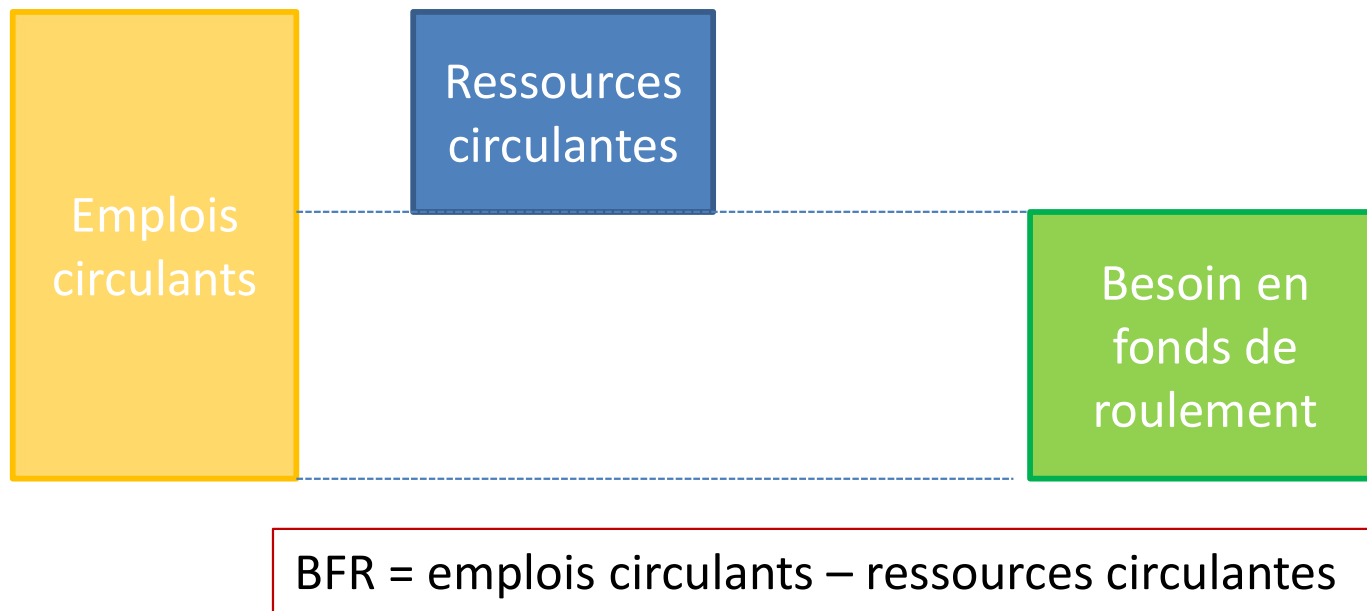 Ressources
circulantes
Emplois
circulants
Besoin en
fonds de
roulement
BFR = emplois circulants – ressources circulantes